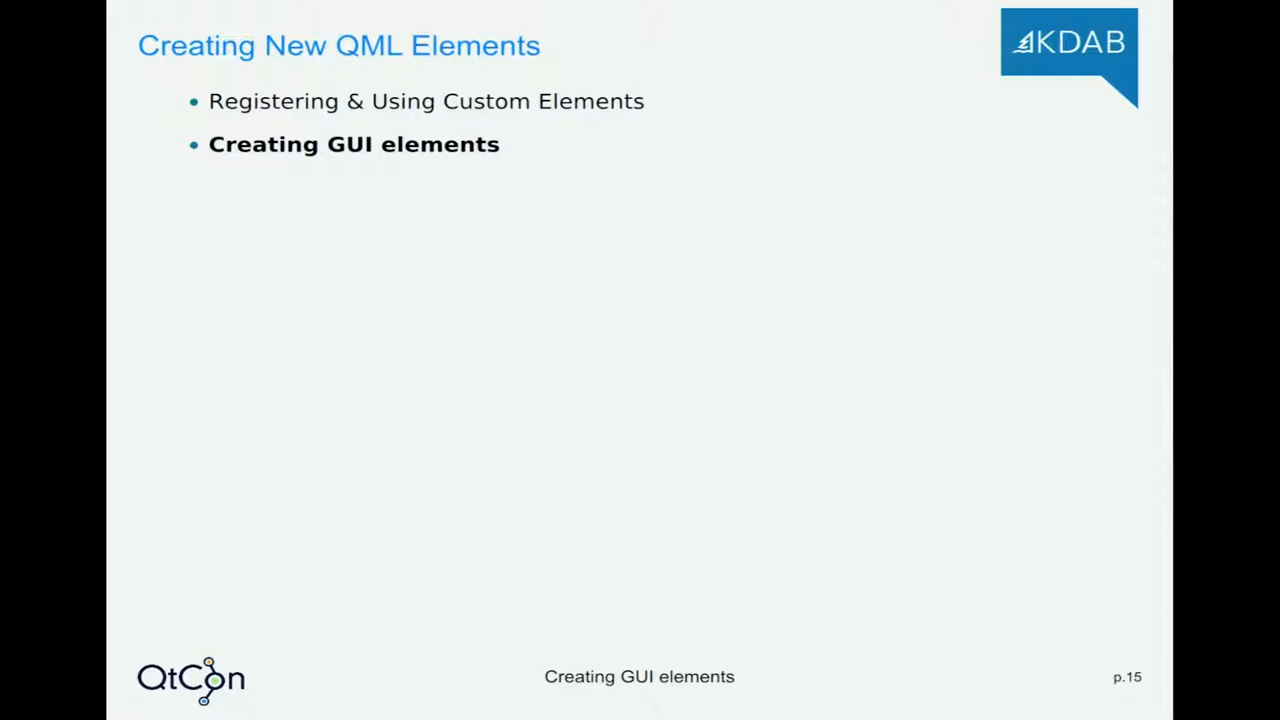 Creating New QML Elements
KDAB
Registering & Using Custom Elements
Creating GUI elements
QtCon
Creating GUI elements
p.15